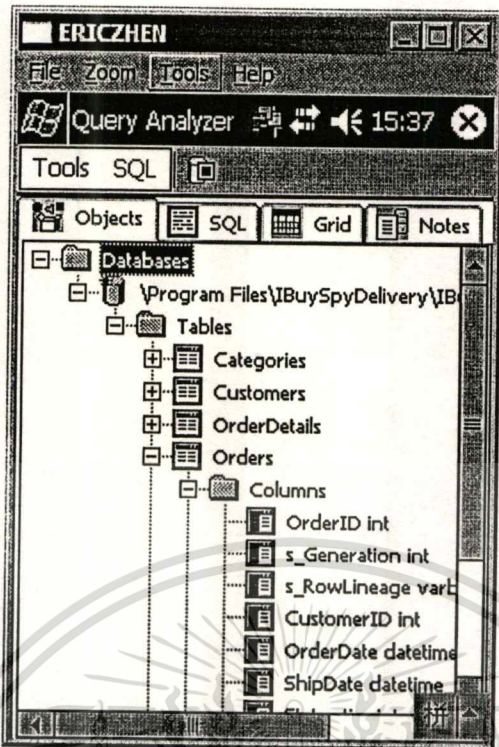 ERICZHEN
File Zoom Tools Help
Query Analyzer 15:37
Tools SQL
Objects SQL Grid Notes
Databases
\Program Files\IBuySpyDelivery\IB
Tables
Categories
Customers
OrderDetails
Orders
Columns
OrderID int
s_Generation int
s_RowLineage varb
CustomerID int
OrderDate datetime
ShipDate datetime
拼